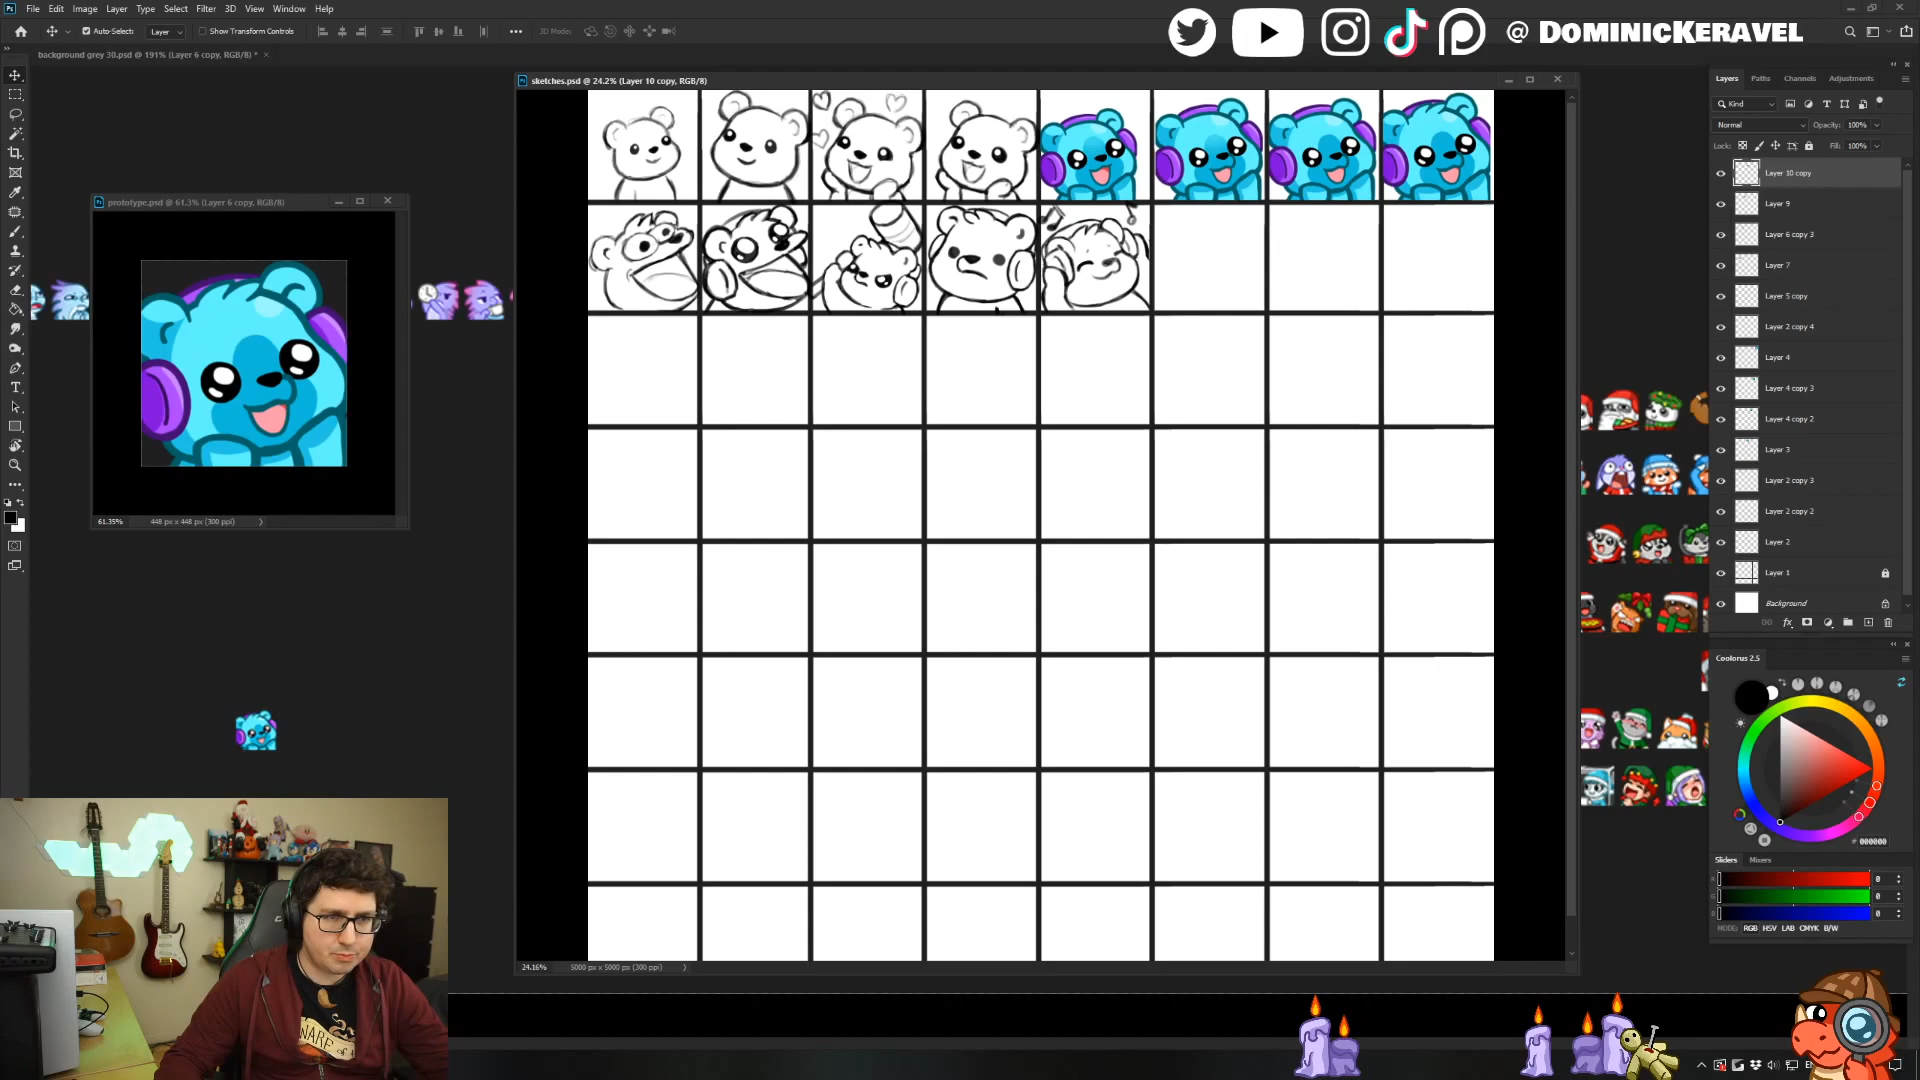 File Edit Image Layer Type Select Filter 3D View Window Help
Auto-Select: Layer Show Transform Controls 3D Mode:
@ DominicKeravel
background grey 30.psd @ 191% (Layer 6 copy, RGB/8) *
sketches.psd @ 24.2% (Layer 10 copy, RGB/8)
prototype.psd @ 61.3% (Layer 6 copy, RGB/8)
61.35% 448 px x 448 px (300 ppi)
24.16% 5000 px x 5000 px (300 ppi)
Layers Paths Channels Adjustments
Kind
Normal Opacity: 100%
Lock: Fill: 100%
Layer 10 copy
Layer 9
Layer 6 copy 3
Layer 7
Layer 5 copy
Layer 2 copy 4
Layer 4
Layer 4 copy 3
Layer 4 copy 2
Layer 3
Layer 2 copy 3
Layer 2 copy 2
Layer 2
Layer 1
Background
Coolorus 2.5
# 000000
Sliders Mixers
0
0
0
MODE: RGB HSV LAB CMYK B/W